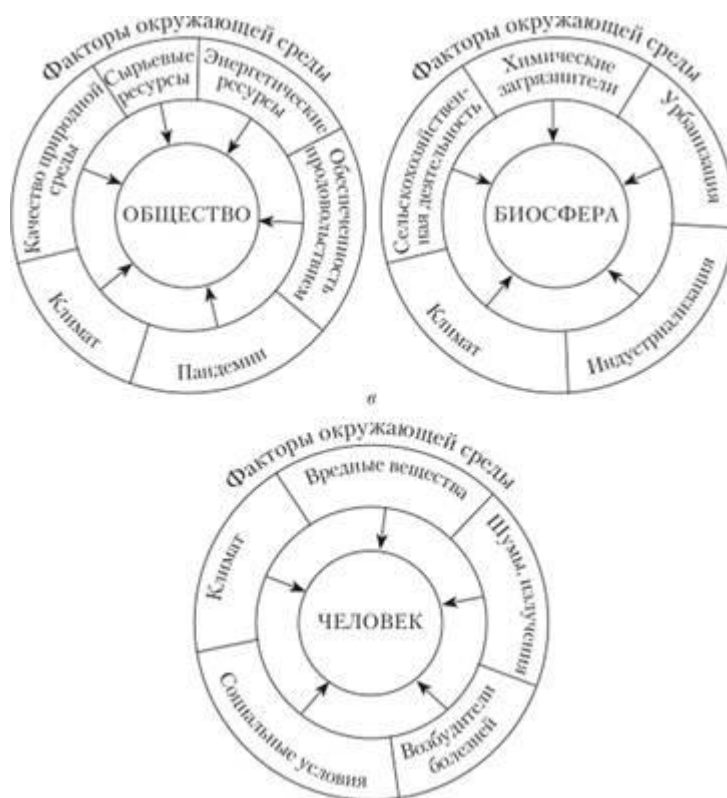 Факторы окружающей среды
Сырьевые
ресурсы
Энергетические
ресурсы
Обеспеченность
продовольствием
Пандемии
Климат
Качество природной
среды
ОБЩЕСТВО
Факторы окружающей среды
Химические
загрязнители
Урбанизация
Индустриализация
Климат
Сельскохозяйствен-
ная деятельность
БИОСФЕРА
в
Факторы окружающей среды
Вредные вещества
Шумы, излучения
Возбудители
болезней
Социальные условия
Климат
ЧЕЛОВЕК